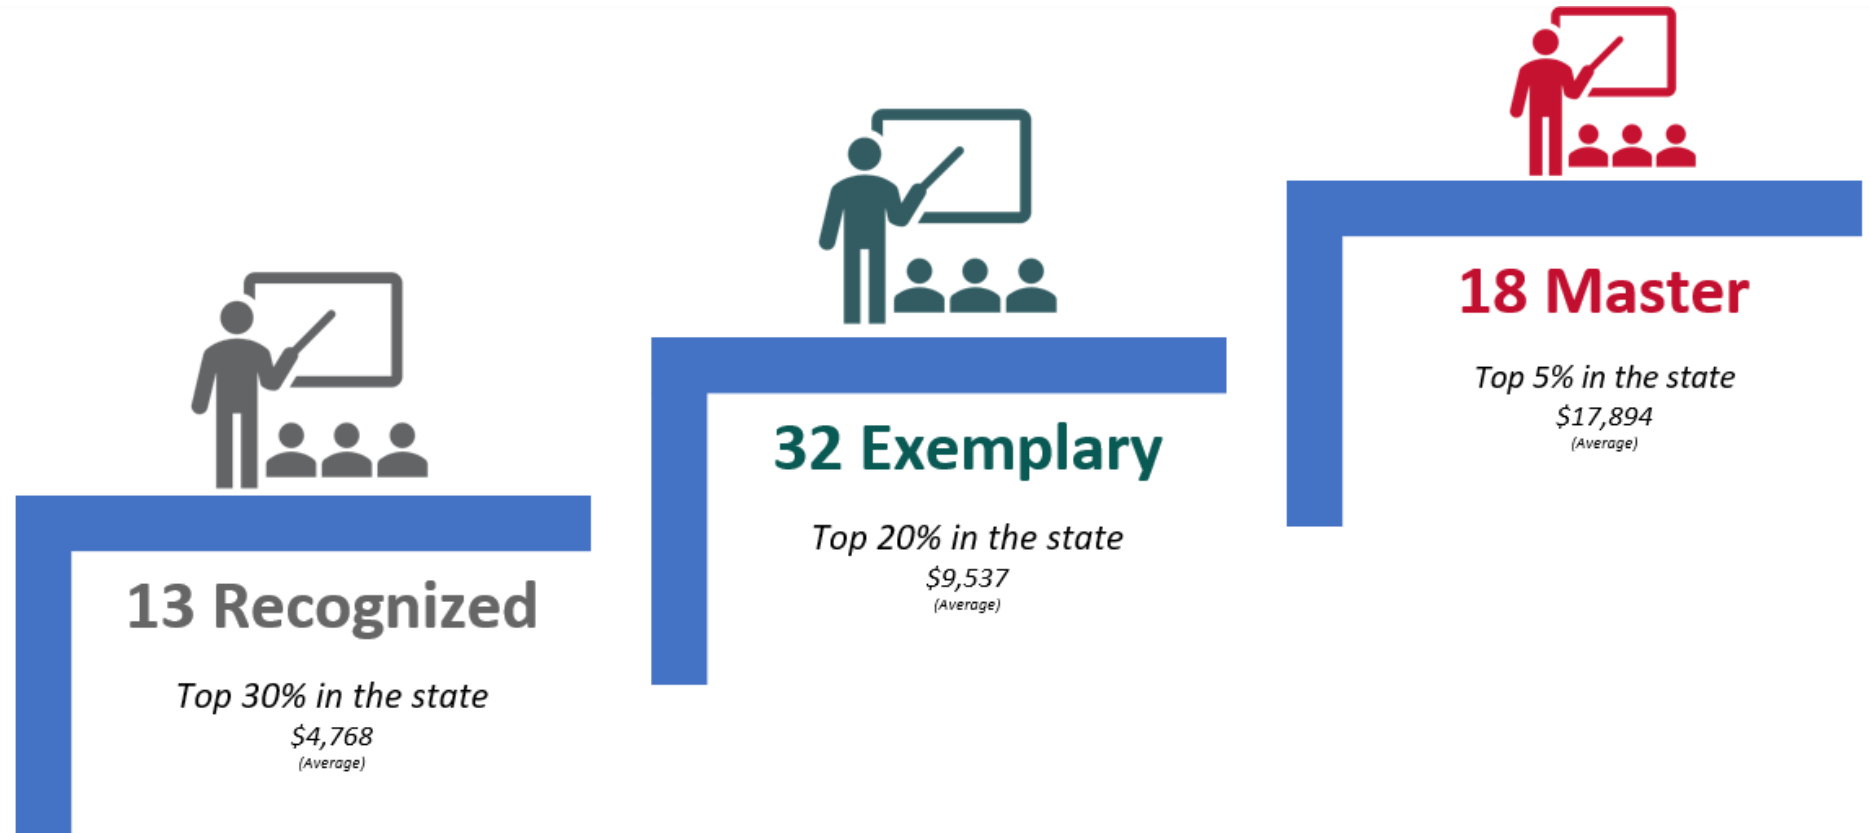 13 Recognized
Top 30% in the state
$4,768
(Average)
32 Exemplary
Top 20% in the state
$9,537
(Average)
18 Master
Top 5% in the state
$17,894
(Average)